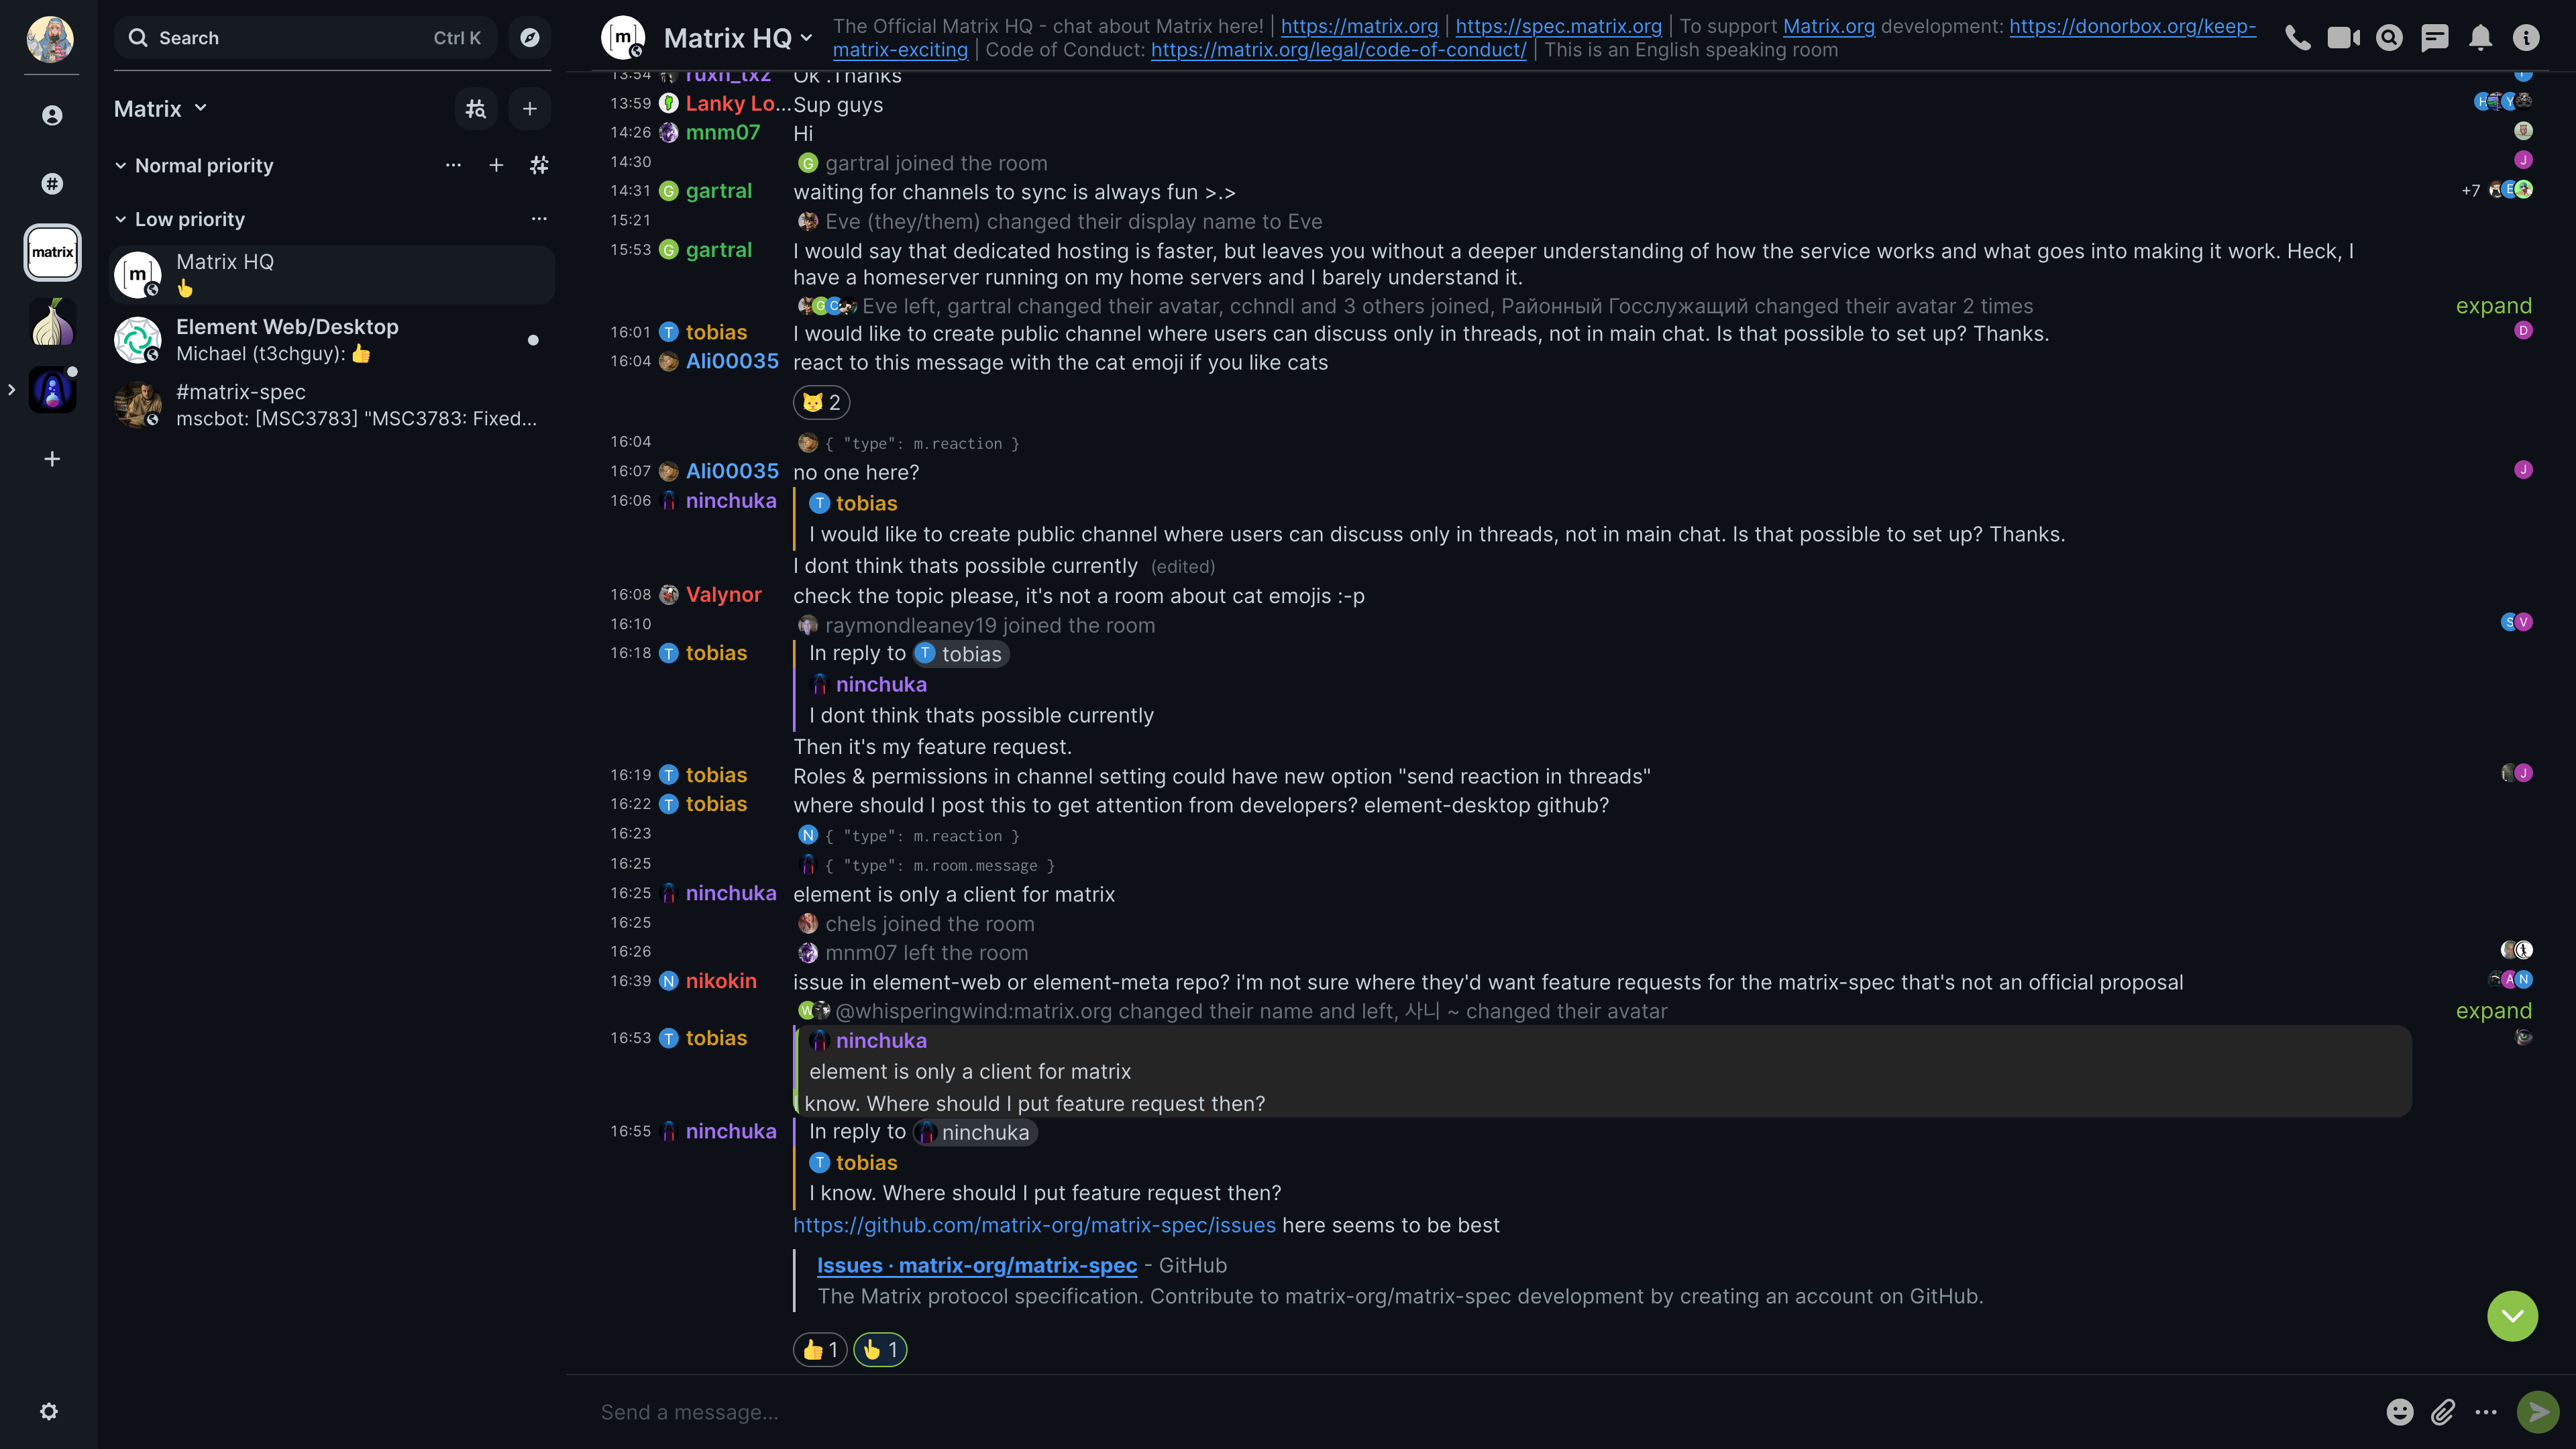 Search Ctrl K
matrix
Matrix
Normal priority
Low priority
[m]
Matrix HQ
👆
Element Web/Desktop
Michael (t3chguy): 👍
#matrix-spec
mscbot: [MSC3783] "MSC3783: Fixed...
[m]
Matrix HQ
The Official Matrix HQ - chat about Matrix here! | https://matrix.org | https://spec.matrix.org | To support Matrix.org development: https://donorbox.org/keep-
matrix-exciting | Code of Conduct: https://matrix.org/legal/code-of-conduct/ | This is an English speaking room
13:54 ruxn_tx2 Ok .Thanks
13:59 Lanky Lo... Sup guys H Y
14:26 mnm07 Hi
14:30 G gartral joined the room J
14:31 G gartral waiting for channels to sync is always fun >.> +7 E
15:21 Eve (they/them) changed their display name to Eve
15:53 G gartral I would say that dedicated hosting is faster, but leaves you without a deeper understanding of how the service works and what goes into making it work. Heck, I
have a homeserver running on my home servers and I barely understand it.
G C Eve left, gartral changed their avatar, cchndl and 3 others joined, Районный Госслужащий changed their avatar 2 times expand
16:01 T tobias I would like to create public channel where users can discuss only in threads, not in main chat. Is that possible to set up? Thanks. D
16:04 Ali00035 react to this message with the cat emoji if you like cats
🐱 2
16:04 { "type": m.reaction }
16:07 Ali00035 no one here? J
16:06 ninchuka T tobias
I would like to create public channel where users can discuss only in threads, not in main chat. Is that possible to set up? Thanks.
I dont think thats possible currently (edited)
16:08 Valynor check the topic please, it's not a room about cat emojis :-p
16:10 raymondleaney19 joined the room S V
16:18 T tobias In reply to T tobias
ninchuka
I dont think thats possible currently
Then it's my feature request.
16:19 T tobias Roles & permissions in channel setting could have new option "send reaction in threads" J
16:22 T tobias where should I post this to get attention from developers? element-desktop github?
16:23 N { "type": m.reaction }
16:25 { "type": m.room.message }
16:25 ninchuka element is only a client for matrix
16:25 chels joined the room
16:26 mnm07 left the room
16:39 N nikokin issue in element-web or element-meta repo? i'm not sure where they'd want feature requests for the matrix-spec that's not an official proposal A N
W @whisperingwind:matrix.org changed their name and left, 사니 ~ changed their avatar expand
16:53 T tobias ninchuka
element is only a client for matrix
I know. Where should I put feature request then?
16:55 ninchuka In reply to ninchuka
T tobias
I know. Where should I put feature request then?
https://github.com/matrix-org/matrix-spec/issues here seems to be best
Issues · matrix-org/matrix-spec - GitHub
The Matrix protocol specification. Contribute to matrix-org/matrix-spec development by creating an account on GitHub.
👍 1 👆 1
Send a message...